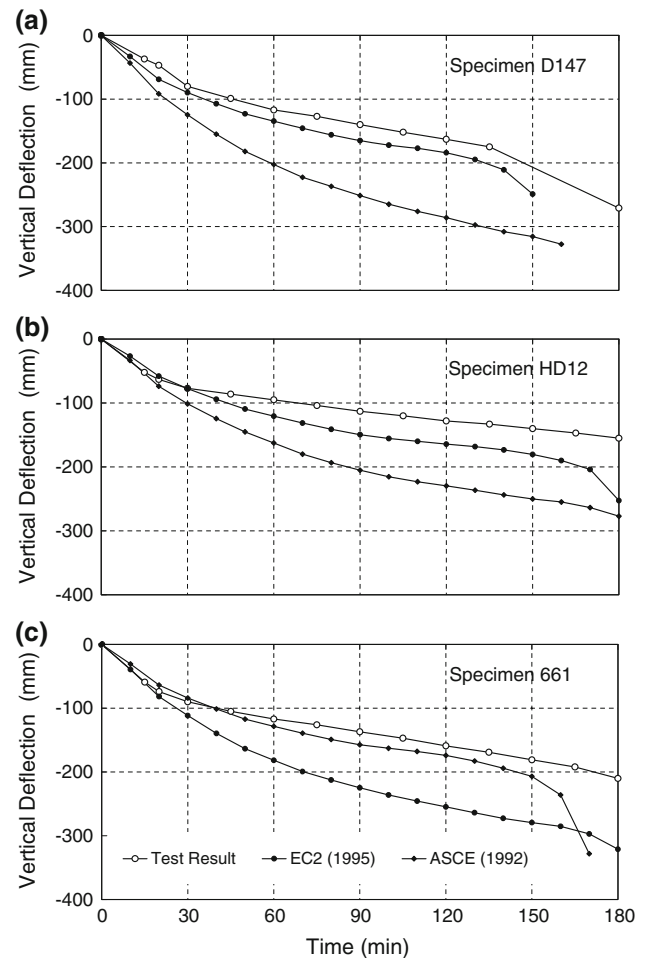 (a)
Specimen D147
Vertical Deflection (mm)
0
-100
-200
-300
-400
(b)
Specimen HD12
Vertical Deflection (mm)
0
-100
-200
-300
-400
(c)
Specimen 661
Vertical Deflection (mm)
0
-100
-200
-300
-400
Test Result EC2 (1995) ASCE (1992)
0 30 60 90 120 150 180
Time (min)